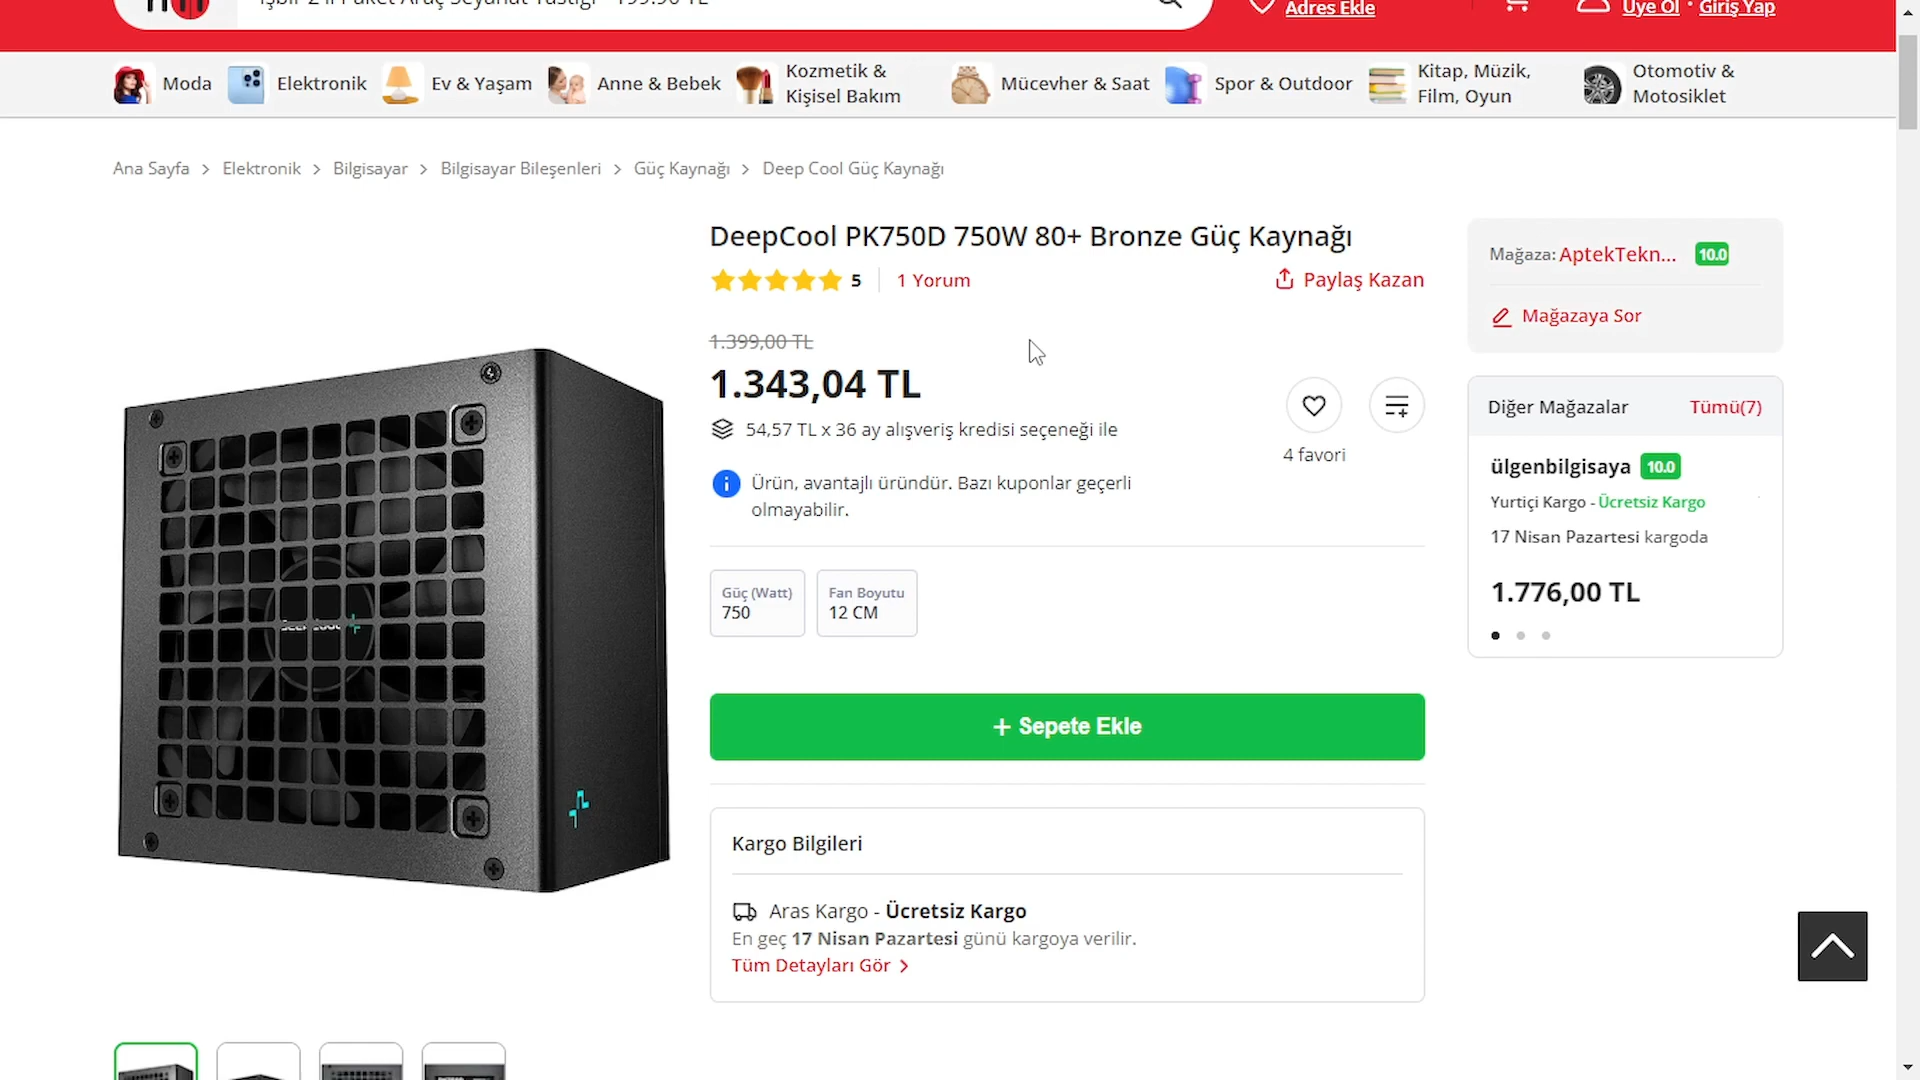 Adres Ekle
Üye Ol · Giriş Yap
Moda
Elektronik
Ev & Yaşam
Anne & Bebek
Kozmetik &
Kişisel Bakım
Mücevher & Saat
Spor & Outdoor
Kitap, Müzik,
Film, Oyun
Otomotiv &
Motosiklet
Ana Sayfa > Elektronik > Bilgisayar > Bilgisayar Bileşenleri > Güç Kaynağı > Deep Cool Güç Kaynağı
DeepCool PK750D 750W 80+ Bronze Güç Kaynağı
5
1 Yorum
Paylaş Kazan
1.399,00 TL
1.343,04 TL
54,57 TL x 36 ay alışveriş kredisi seçeneği ile
4 favori
Ürün, avantajlı üründür. Bazı kuponlar geçerli
olmayabilir.
Güç (Watt)
750
Fan Boyutu
12 CM
+ Sepete Ekle
Kargo Bilgileri
Aras Kargo - Ücretsiz Kargo
En geç 17 Nisan Pazartesi günü kargoya verilir.
Tüm Detayları Gör >
Mağaza: AptekTekn... 10.0
Mağazaya Sor
Diğer Mağazalar
Tümü(7)
ülgenbilgisaya 10.0
Yurtiçi Kargo - Ücretsiz Kargo
17 Nisan Pazartesi kargoda
1.776,00 TL